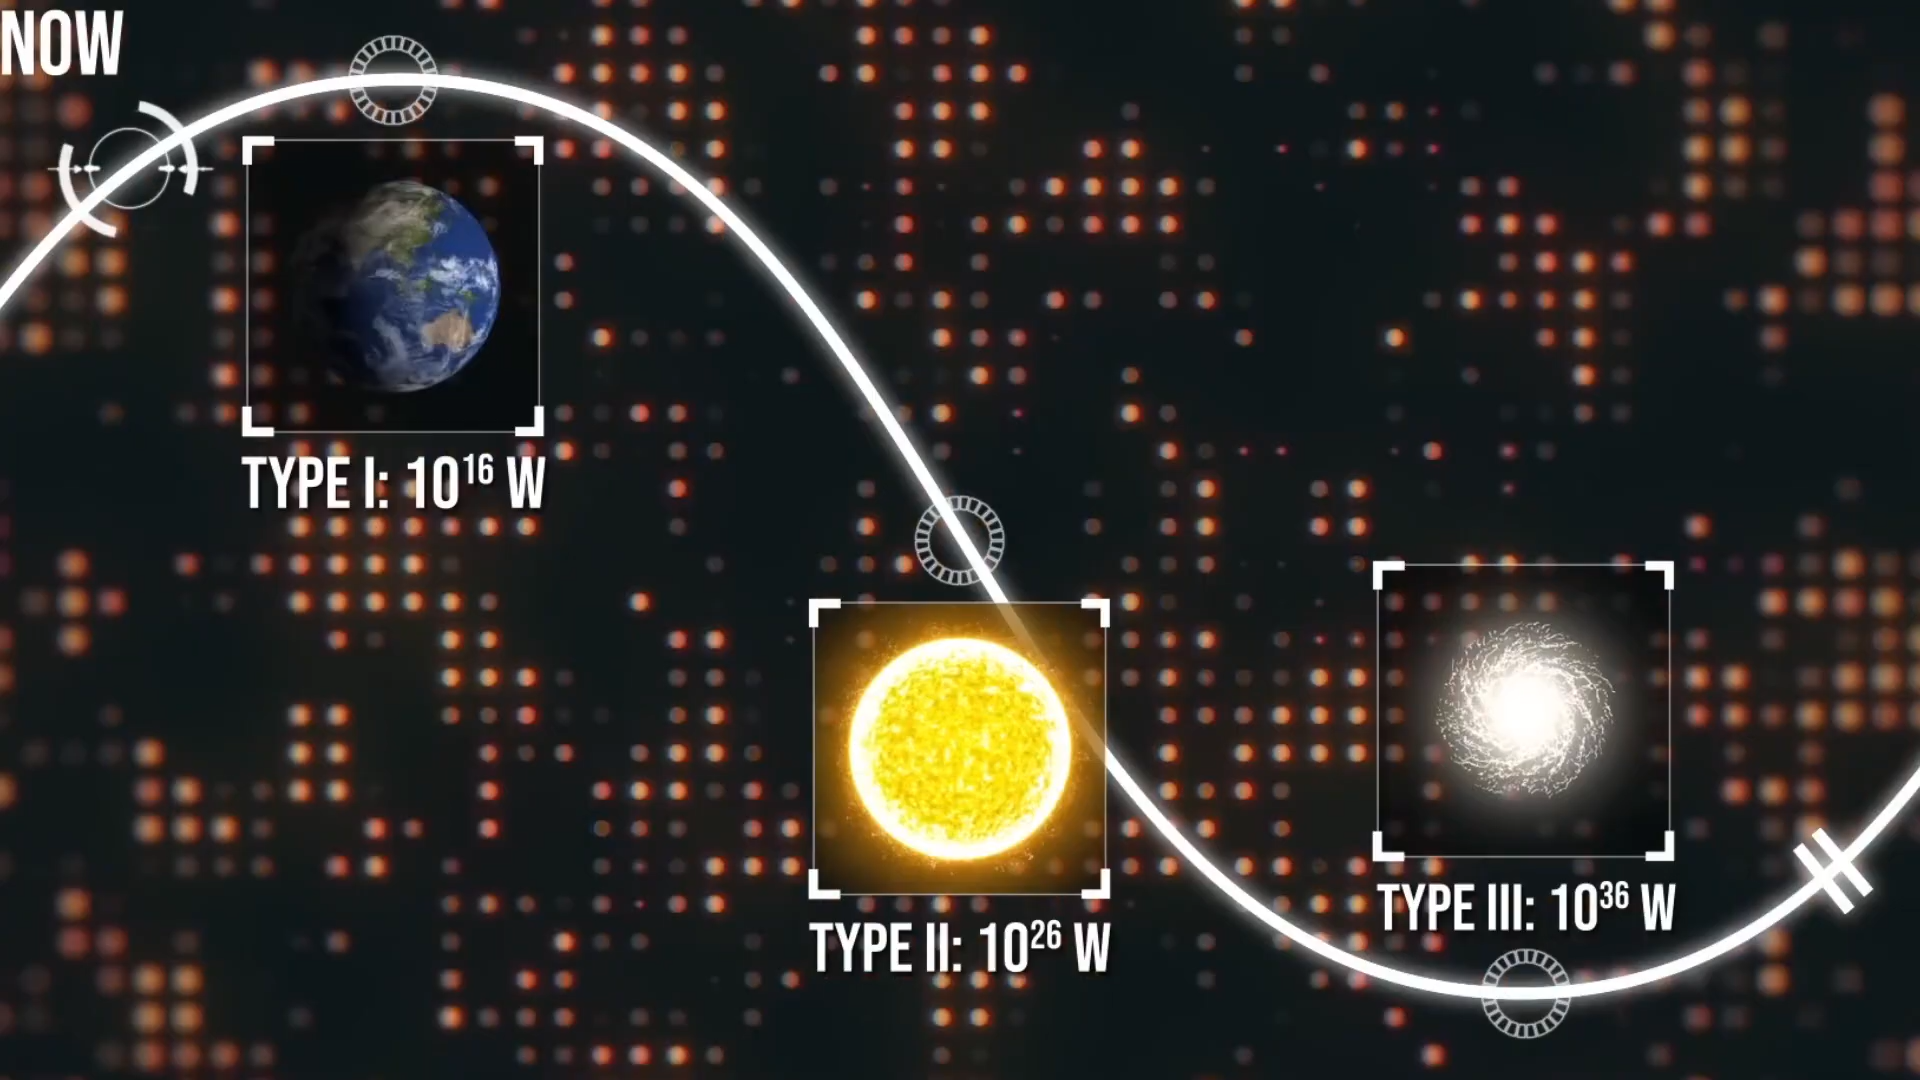 NOW
TYPE I: 10¹⁶ W
TYPE II: 10²⁶ W
TYPE III: 10³⁶ W